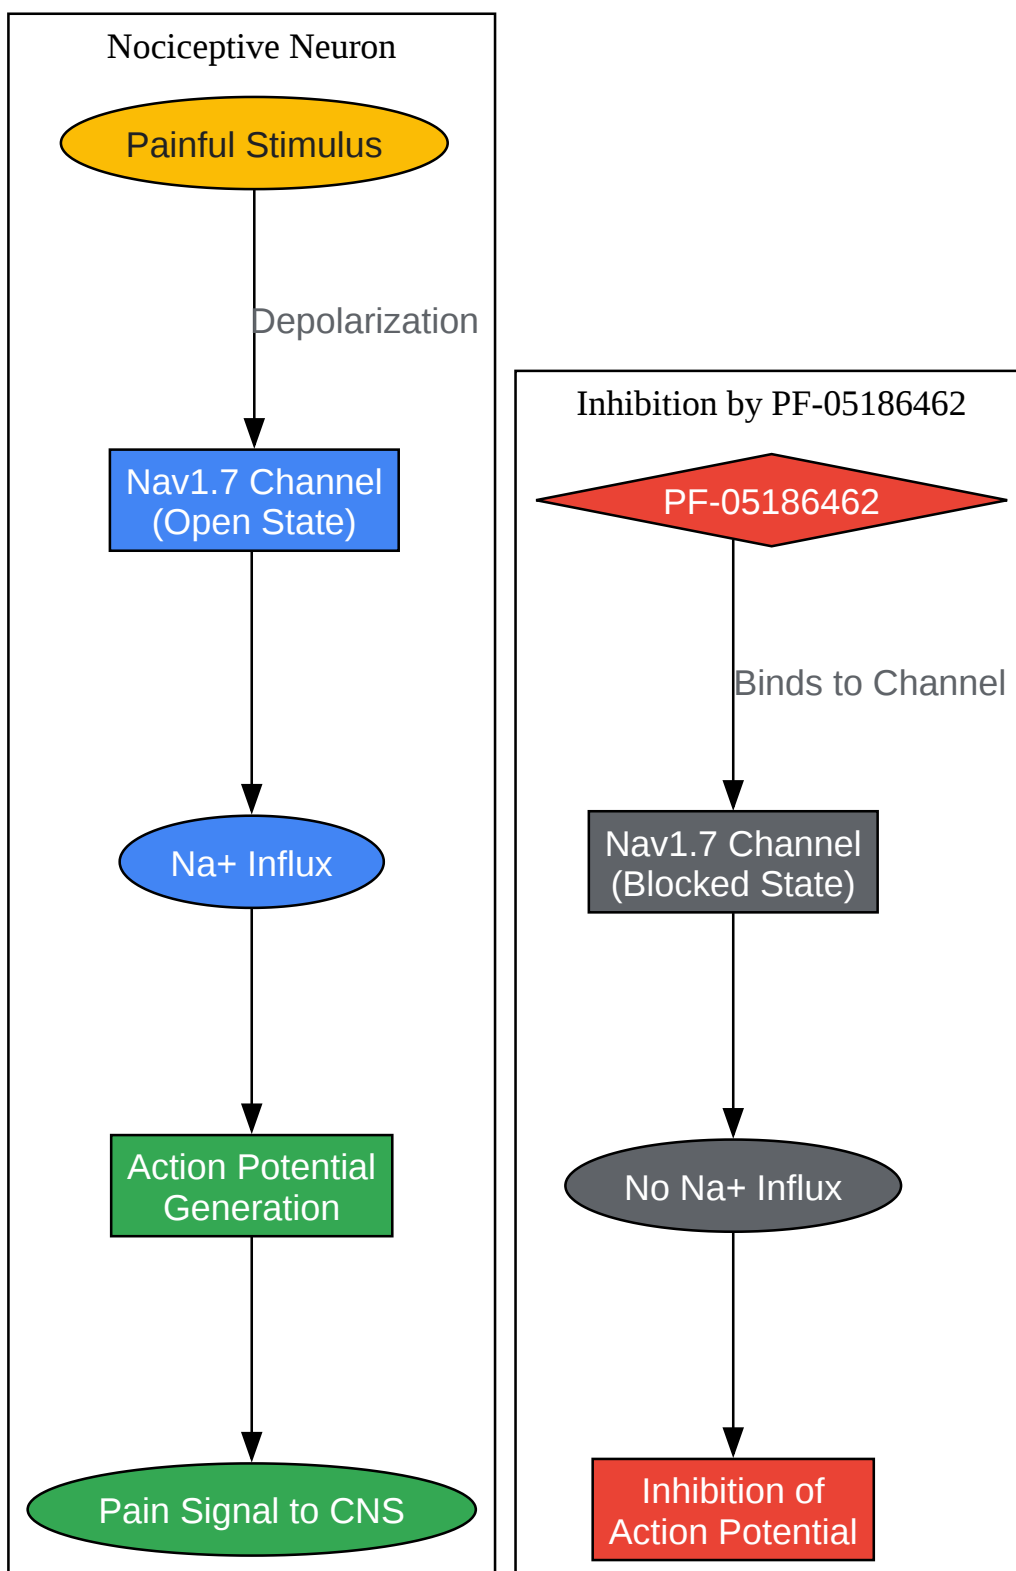 Nociceptive Neuron
Painful Stimulus
Depolarization
Nav1.7 Channel
(Open State)
Na+ Influx
Action Potential
Generation
Pain Signal to CNS
Inhibition by PF-05186462
PF-05186462
Binds to Channel
Nav1.7 Channel
(Blocked State)
No Na+ Influx
Inhibition of
Action Potential